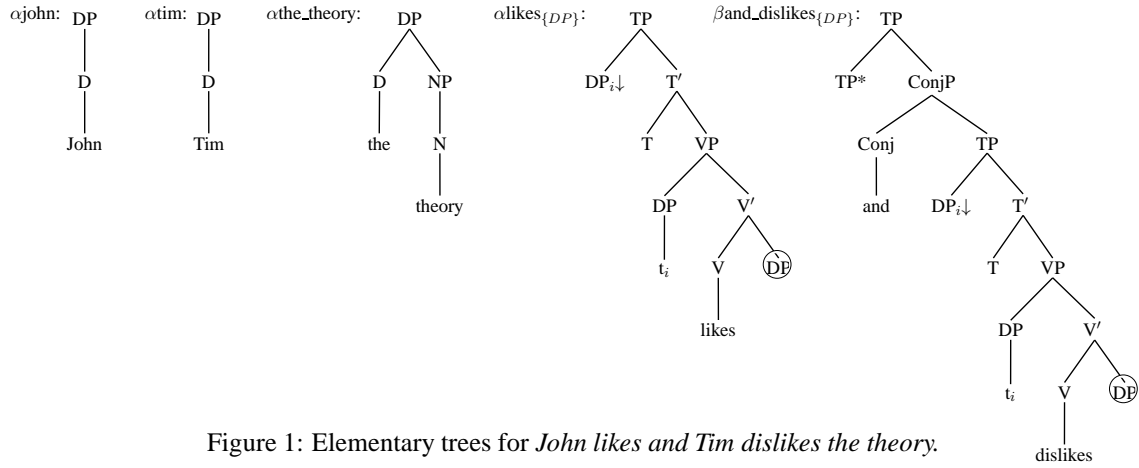 αjohn: DP αtim: DP αthe_theory: DP αlikes{DP}: TP βand_dislikes{DP}: TP
D D D NP DPi↓ T′ TP* ConjP
John Tim the N T VP Conj TP
theory DP V′ and DPi↓ T′
ti V DP T VP
likes DP V′
ti V DP
Figure 1: Elementary trees for John likes and Tim dislikes the theory.
dislikes